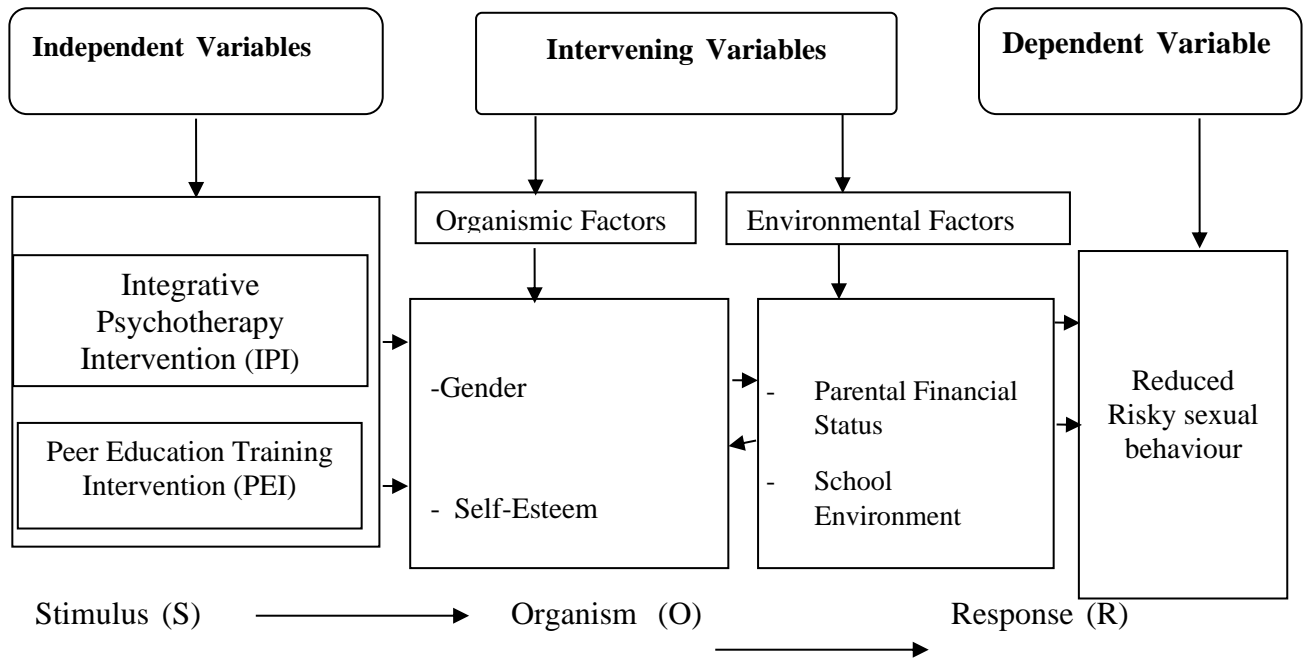 Independent Variables
Intervening Variables
Dependent Variable
Organismic Factors
Environmental Factors
Integrative
Psychotherapy
Intervention (IPI)
Peer Education Training
Intervention (PEI)
-Gender
- Self-Esteem
- Parental Financial
Status
- School
Environment
Reduced
Risky sexual
behaviour
Stimulus (S)
Organism (O)
Response (R)